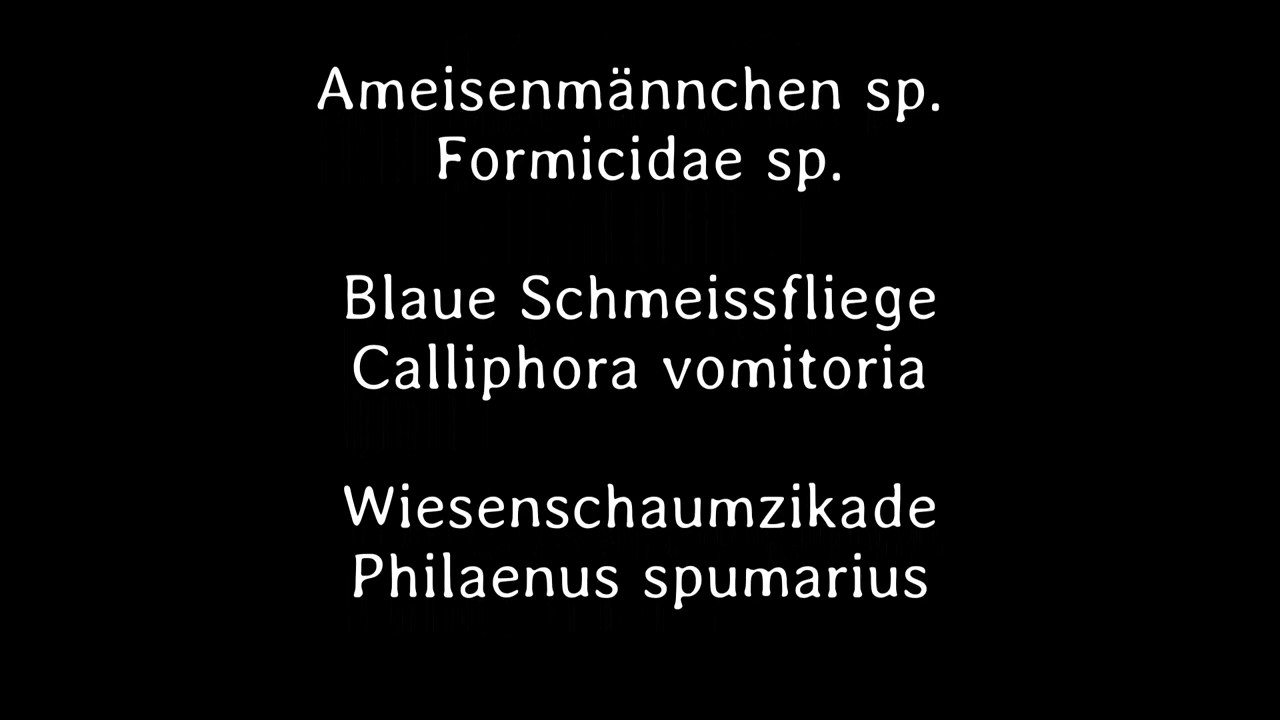 Ameisenmännchen sp.
Formicidae sp.
Blaue Schmeissfliege
Calliphora vomitoria
Wiesenschaumzikade
Philaenus spumarius